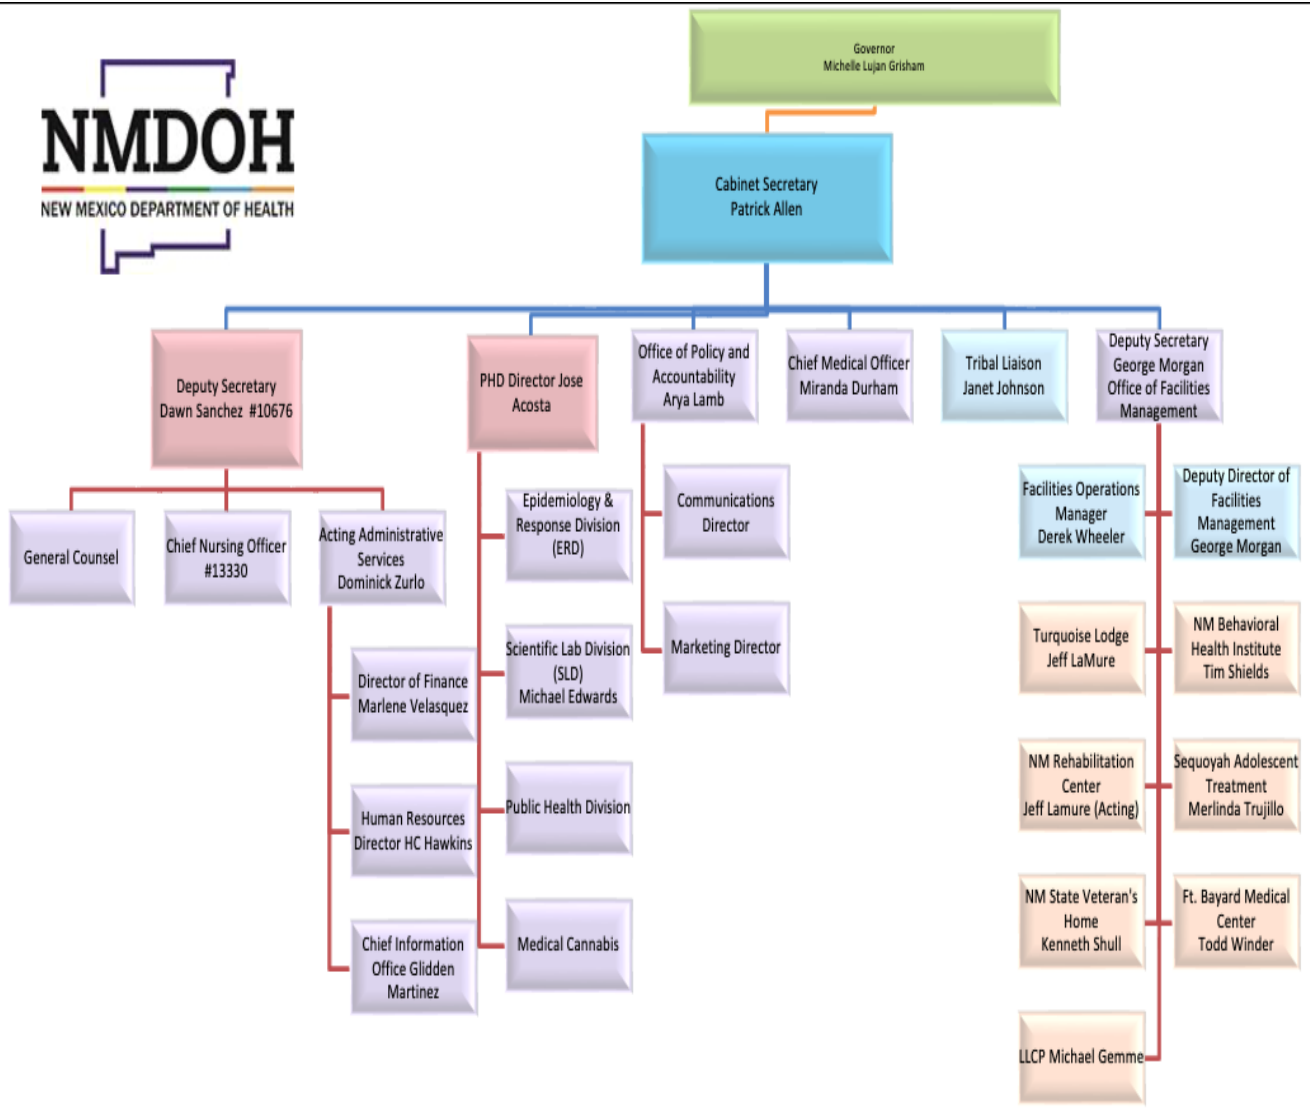 NMDOH
NEW MEXICO DEPARTMENT OF HEALTH
Governor
Michelle Lujan Grisham
Cabinet Secretary
Patrick Allen
Deputy Secretary
Dawn Sanchez #10676
PHD Director Jose
Acosta
Office of Policy and
Accountability
Arya Lamb
Chief Medical Officer
Miranda Durham
Tribal Liaison
Janet Johnson
Deputy Secretary
George Morgan
Office of Facilities
Management
General Counsel
Chief Nursing Officer
#13330
Acting Administrative
Services
Dominick Zurlo
Director of Finance
Marlene Velasquez
Human Resources
Director HC Hawkins
Chief Information
Office Glidden
Martinez
Epidemiology &
Response Division
(ERD)
Scientific Lab Division
(SLD)
Michael Edwards
Public Health Division
Medical Cannabis
Communications
Director
Marketing Director
Facilities Operations
Manager
Derek Wheeler
Deputy Director of
Facilities
Management
George Morgan
Turquoise Lodge
Jeff LaMure
NM Behavioral
Health Institute
Tim Shields
NM Rehabilitation
Center
Jeff Lamure (Acting)
Sequoyah Adolescent
Treatment
Merlinda Trujillo
NM State Veteran's
Home
Kenneth Shull
Ft. Bayard Medical
Center
Todd Winder
LLCP Michael Gemme